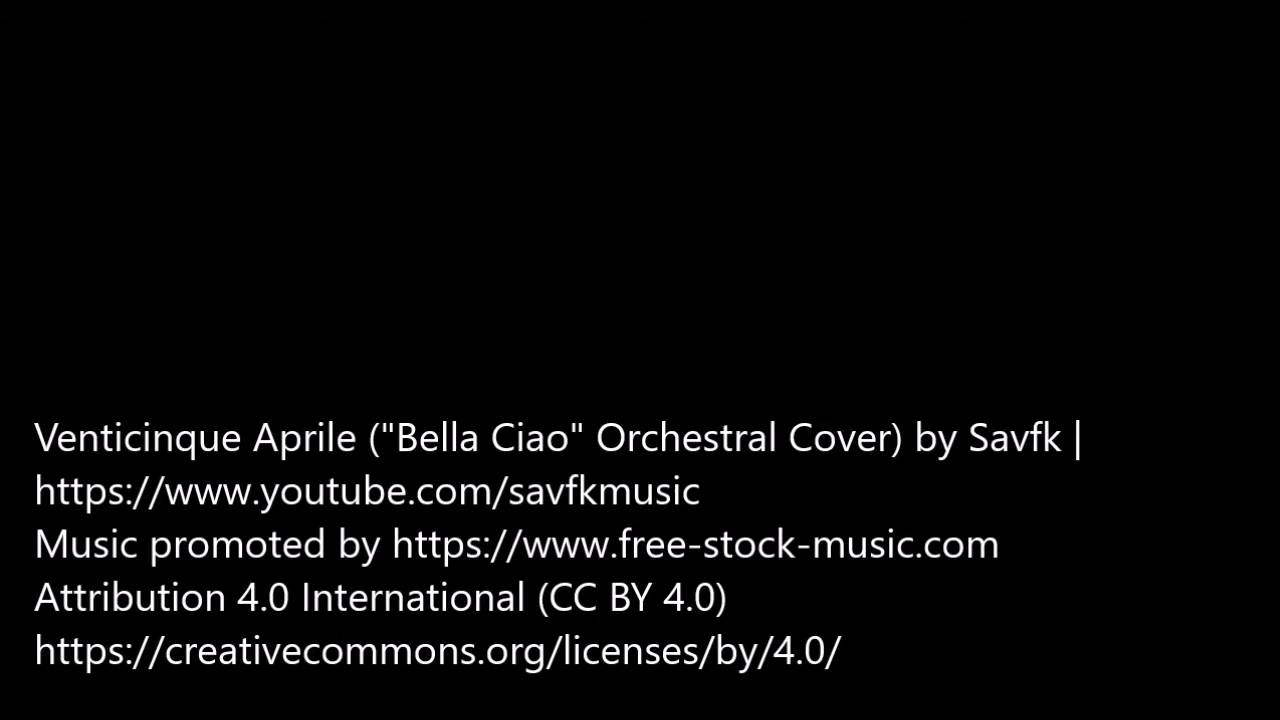 Venticinque Aprile ("Bella Ciao" Orchestral Cover) by Savfk |
https://www.youtube.com/savfkmusic
Music promoted by https://www.free-stock-music.com
Attribution 4.0 International (CC BY 4.0)
https://creativecommons.org/licenses/by/4.0/